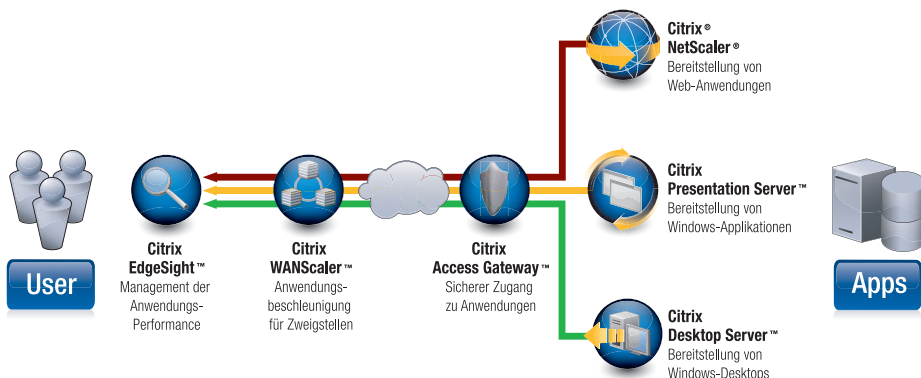 Citrix®
NetScaler®
Bereitstellung von
Web-Anwendungen
User
Citrix
EdgeSight™
Management der
Anwendungs-
Performance
Citrix
WANScaler™
Anwendungs-
beschleunigung
für Zweigstellen
Citrix
Access Gateway™
Sicherer Zugang
zu Anwendungen
Citrix
Presentation Server™
Bereitstellung von
Windows-Applikationen
Apps
Citrix
Desktop Server™
Bereitstellung von
Windows-Desktops